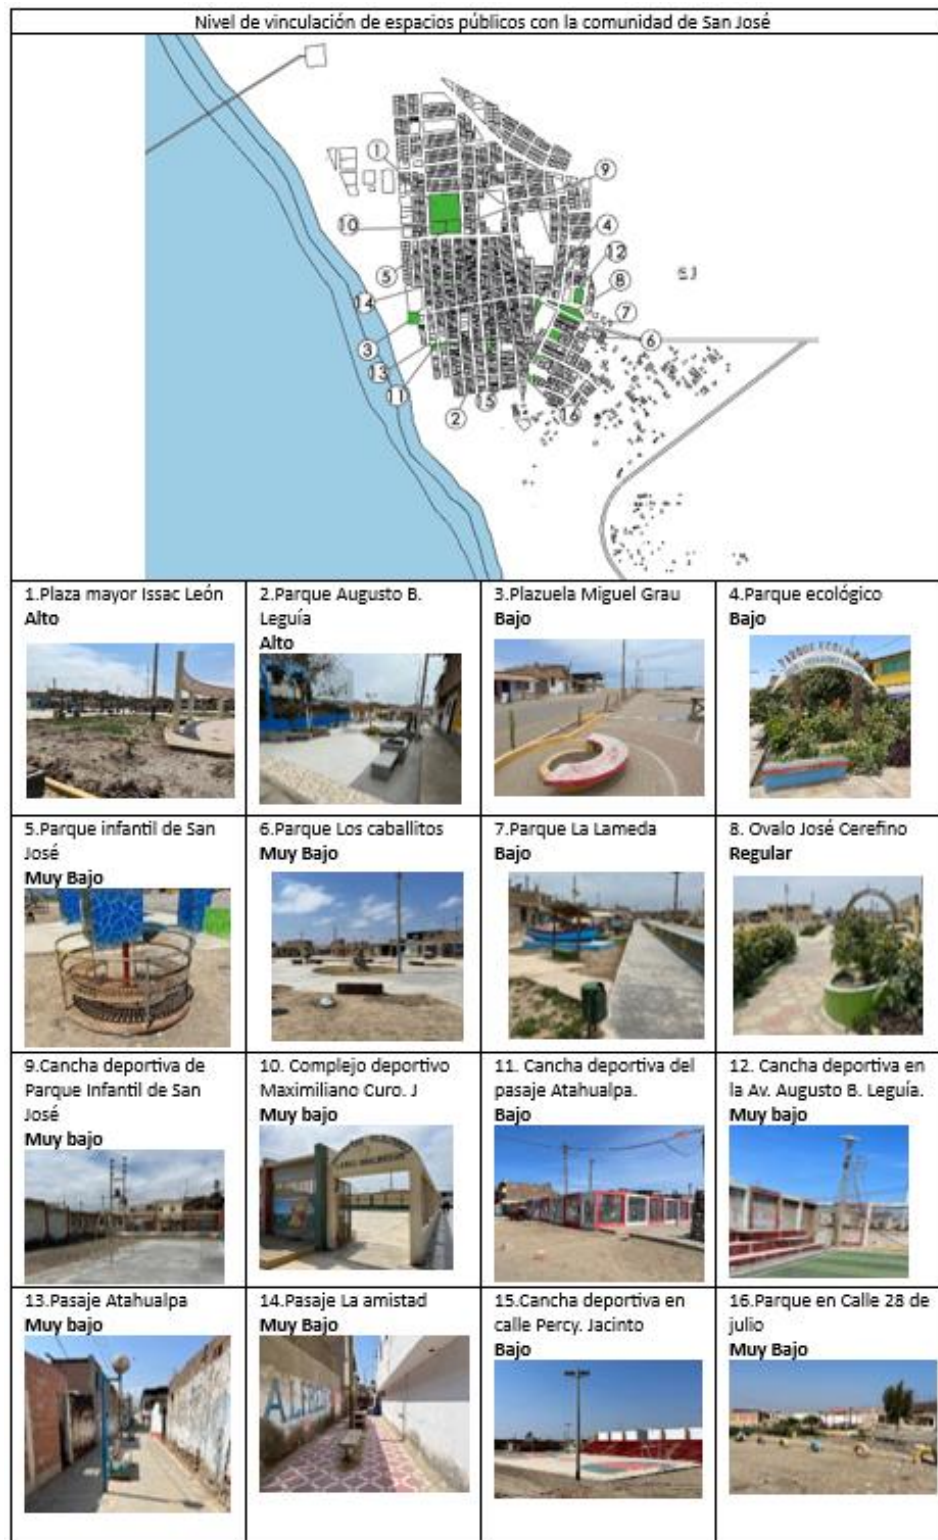 Nivel de vinculación de espacios públicos con la comunidad de San José
1
9
10
4
12
5
8
14
7
3
6
13
11
2
15
16
1.Plaza mayor Issac León
Alto
2.Parque Augusto B.
Leguía
Alto
3.Plazuela Miguel Grau
Bajo
4.Parque ecológico
Bajo
PARQUE ECOLO
5.Parque infantil de San
José
Muy Bajo
6.Parque Los caballitos
Muy Bajo
7.Parque La Lameda
Bajo
8. Ovalo José Cerefino
Regular
9.Cancha deportiva de
Parque Infantil de San
José
Muy bajo
10. Complejo deportivo
Maximiliano Curo. J
Muy bajo
11. Cancha deportiva del
pasaje Atahualpa.
Bajo
12. Cancha deportiva en
la Av. Augusto B. Leguía.
Muy bajo
13.Pasaje Atahualpa
Muy bajo
14.Pasaje La amistad
Muy Bajo
ALFRED
15.Cancha deportiva en
calle Percy. Jacinto
Bajo
16.Parque en Calle 28 de
julio
Muy Bajo